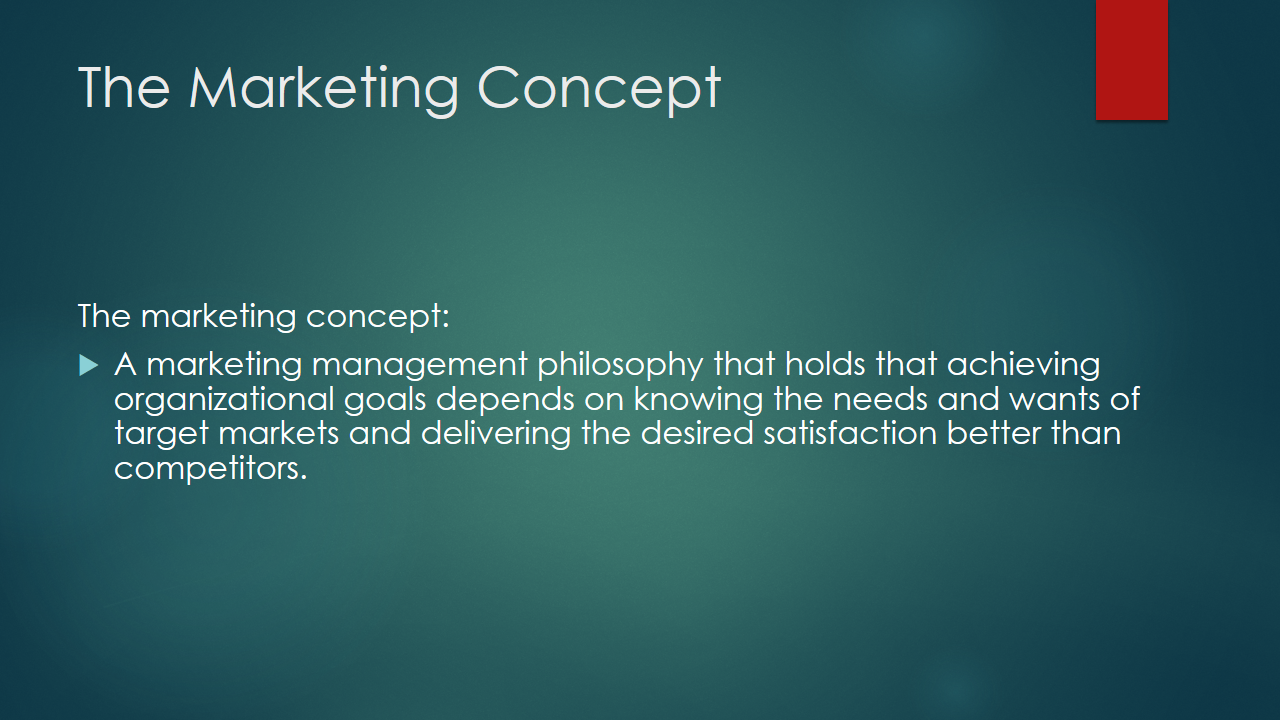 The Marketing Concept
The marketing concept:
A marketing management philosophy that holds that achieving
organizational goals depends on knowing the needs and wants of
target markets and delivering the desired satisfaction better than
competitors.